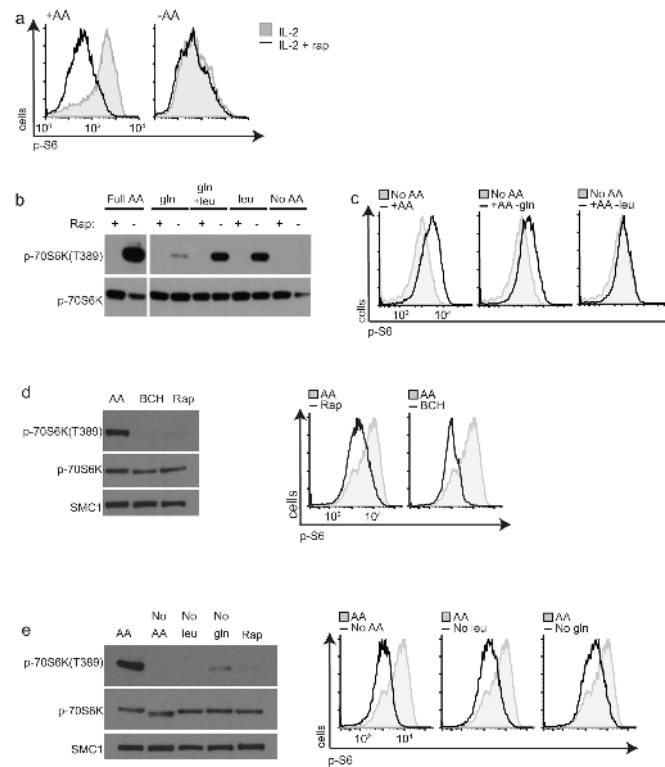 a
+AA
-AA
IL-2
IL-2 + rap
cells
10³ 10³
p-S6
b
Full AA gln gln +leu leu No AA
Rap: + - + - + - + - + -
p-70S6K(T389)
p-70S6K
c
No AA
+AA
No AA
+AA -gln
No AA
+AA -leu
cells
10³ 10⁴
p-S6
d
AA BCH Rap
p-70S6K(T389)
p-70S6K
SMC1
AA
Rap
AA
BCH
cells
p-S6
e
AA No AA No leu No gln Rap
p-70S6K(T389)
p-70S6K
SMC1
AA
No AA
AA
No leu
AA
No gln
cells
10⁴
p-S6